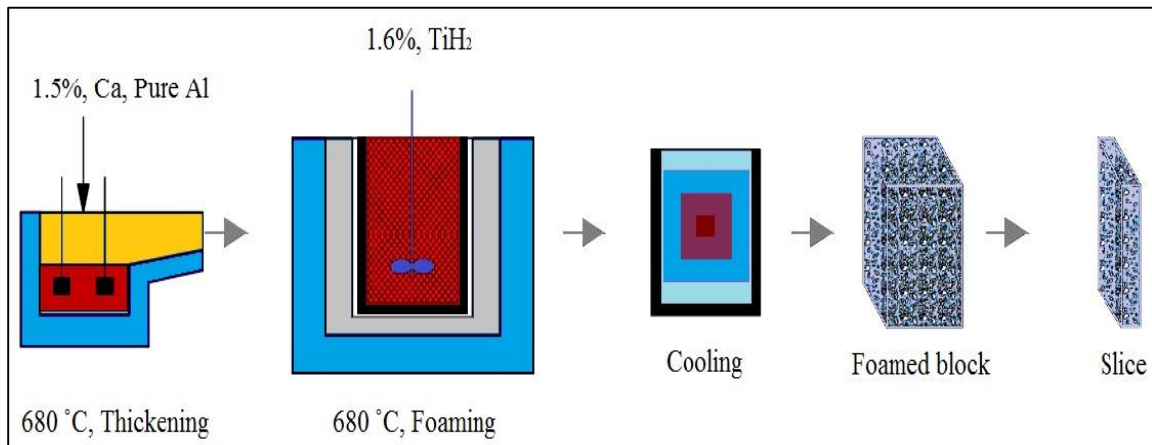 1.6%, TiH₂
1.5%, Ca, Pure Al
Cooling
Foamed block
Slice
680 ˚C, Thickening
680 ˚C, Foaming